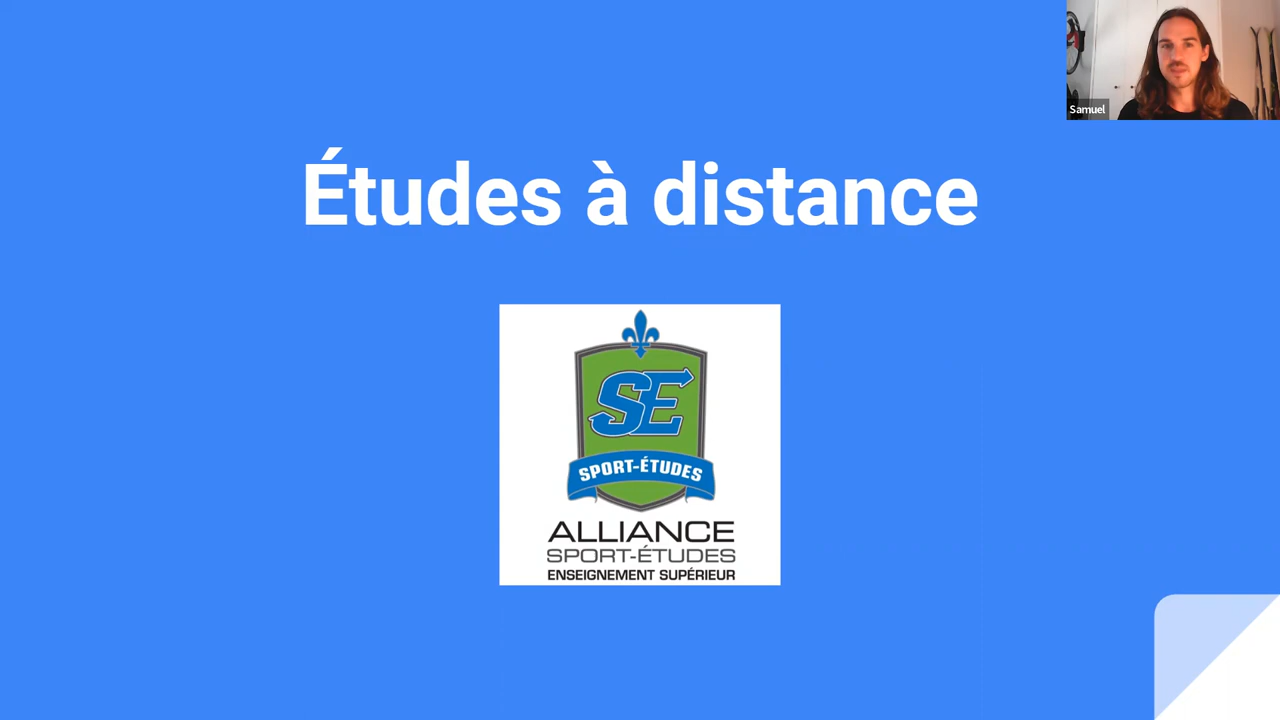 Samuel
Études à distance
SE
SPORT-ÉTUDES
ALLIANCE
SPORT-ÉTUDES
ENSEIGNEMENT SUPÉRIEUR